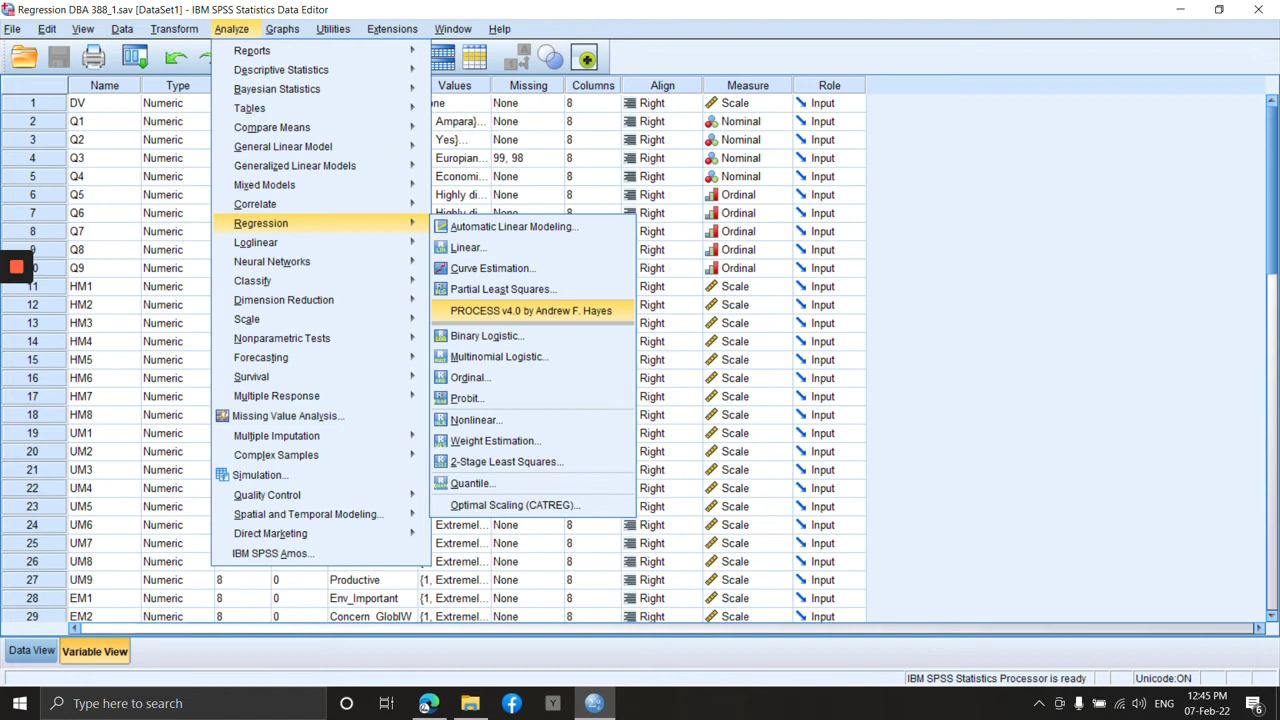 Regression DBA 388_1.sav [DataSet1] - IBM SPSS Statistics Data Editor
File Edit View Data Transform Analyze Graphs Utilities Extensions Window Help
Name Type Values Missing Columns Align Measure Role
1 DV Numeric one None 8 Right Scale Input
2 Q1 Numeric Ampara}... None 8 Right Nominal Input
3 Q2 Numeric Yes}... None 8 Right Nominal Input
4 Q3 Numeric Europian... 99, 98 8 Right Nominal Input
5 Q4 Numeric Economi... None 8 Right Nominal Input
6 Q5 Numeric Highly di... None 8 Right Ordinal Input
7 Q6 Numeric Highly di... None 8 Right Ordinal Input
8 Q7 Numeric Right Ordinal Input
9 Q8 Numeric Right Ordinal Input
0 Q9 Numeric Right Ordinal Input
11 HM1 Numeric Right Scale Input
12 HM2 Numeric Right Scale Input
13 HM3 Numeric Right Scale Input
14 HM4 Numeric Right Scale Input
15 HM5 Numeric Right Scale Input
16 HM6 Numeric Right Scale Input
17 HM7 Numeric Right Scale Input
18 HM8 Numeric Right Scale Input
19 UM1 Numeric Right Scale Input
20 UM2 Numeric Right Scale Input
21 UM3 Numeric Right Scale Input
22 UM4 Numeric Right Scale Input
23 UM5 Numeric Right Scale Input
24 UM6 Numeric Extremel... None 8 Right Scale Input
25 UM7 Numeric Extremel... None 8 Right Scale Input
26 UM8 Numeric Extremel... None 8 Right Scale Input
27 UM9 Numeric 8 0 Productive {1, Extremel... None 8 Right Scale Input
28 EM1 Numeric 8 0 Env_Important {1, Extremel... None 8 Right Scale Input
29 EM2 Numeric 8 0 Concern_GloblW {1, Extremel... None 8 Right Scale Input
Reports
Descriptive Statistics
Bayesian Statistics
Tables
Compare Means
General Linear Model
Generalized Linear Models
Mixed Models
Correlate
Regression
Loglinear
Neural Networks
Classify
Dimension Reduction
Scale
Nonparametric Tests
Forecasting
Survival
Multiple Response
Missing Value Analysis...
Multiple Imputation
Complex Samples
Simulation...
Quality Control
Spatial and Temporal Modeling...
Direct Marketing
IBM SPSS Amos...
Automatic Linear Modeling...
Linear...
Curve Estimation...
Partial Least Squares...
PROCESS v4.0 by Andrew F. Hayes
Binary Logistic...
Multinomial Logistic...
Ordinal...
Probit...
Nonlinear...
Weight Estimation...
2-Stage Least Squares...
Quantile...
Optimal Scaling (CATREG)...
Data View Variable View
IBM SPSS Statistics Processor is ready Unicode:ON
Type here to search
ENG
12:45 PM
07-Feb-22
6